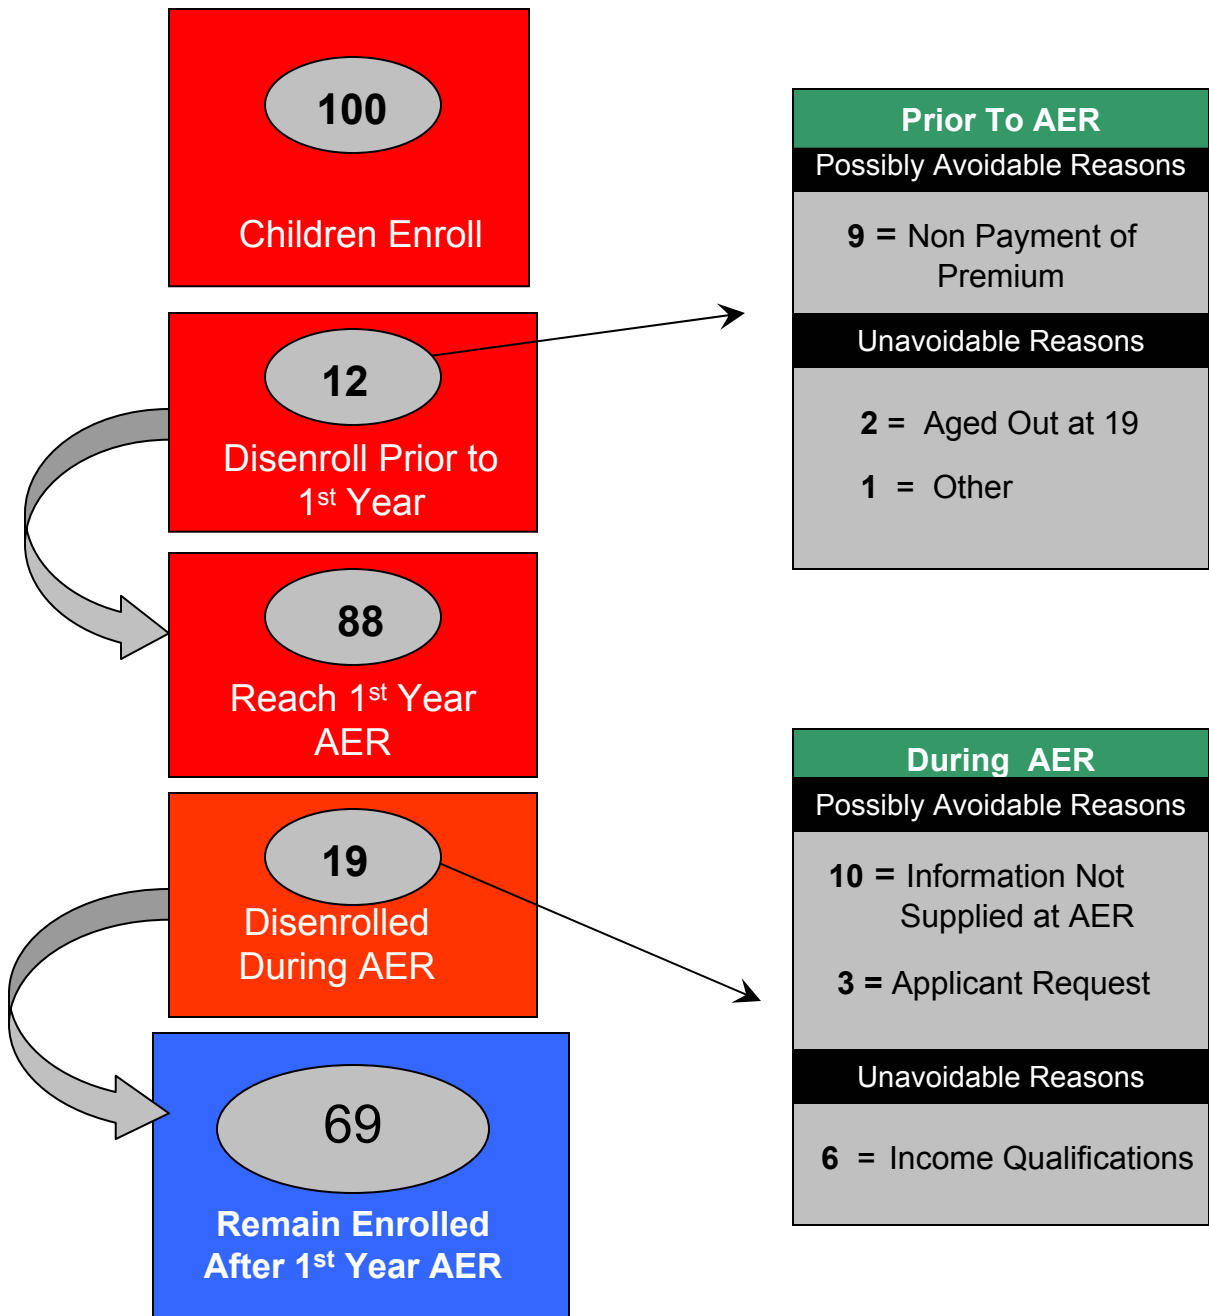 100
Children Enroll
12
Disenroll Prior to
1st Year
88
Reach 1st Year
AER
19
Disenrolled
During AER
69
Remain Enrolled
After 1st Year AER
Prior To AER
Possibly Avoidable Reasons
9 = Non Payment of
Premium
Unavoidable Reasons
2 = Aged Out at 19
1 = Other
During AER
Possibly Avoidable Reasons
10 = Information Not
Supplied at AER
3 = Applicant Request
Unavoidable Reasons
6 = Income Qualifications